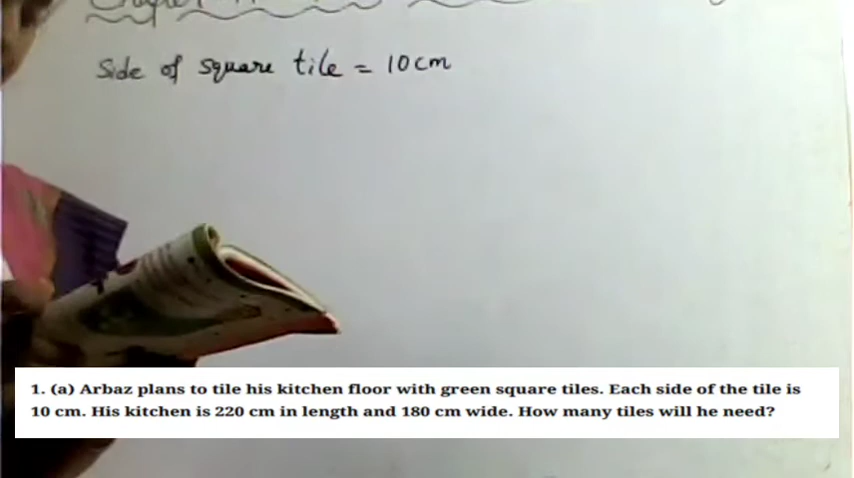 Side of square tile = 10 cm
1. (a) Arbaz plans to tile his kitchen floor with green square tiles. Each side of the tile is
10 cm. His kitchen is 220 cm in length and 180 cm wide. How many tiles will he need?